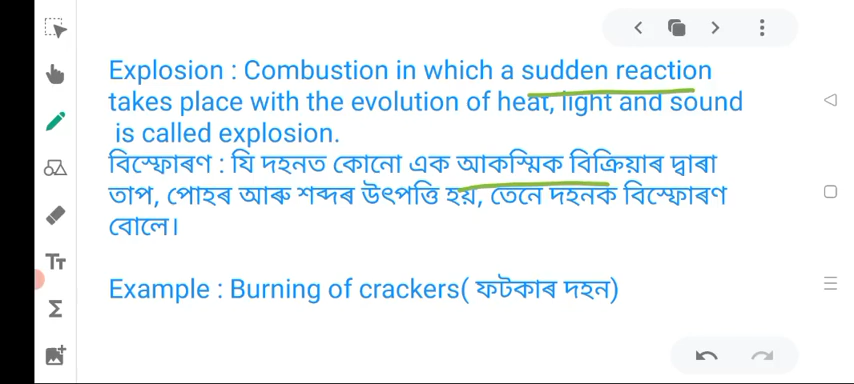 Explosion : Combustion in which a sudden reaction
takes place with the evolution of heat, light and sound
is called explosion.
বিস্ফোৰণ : যি দহনত কোনো এক আকস্মিক বিক্ৰিয়াৰ দ্বাৰা
তাপ, পোহৰ আৰু শব্দৰ উৎপত্তি হয়, তেনে দহনক বিস্ফোৰণ
বোলে।
Example : Burning of crackers( ফটকাৰ দহন)